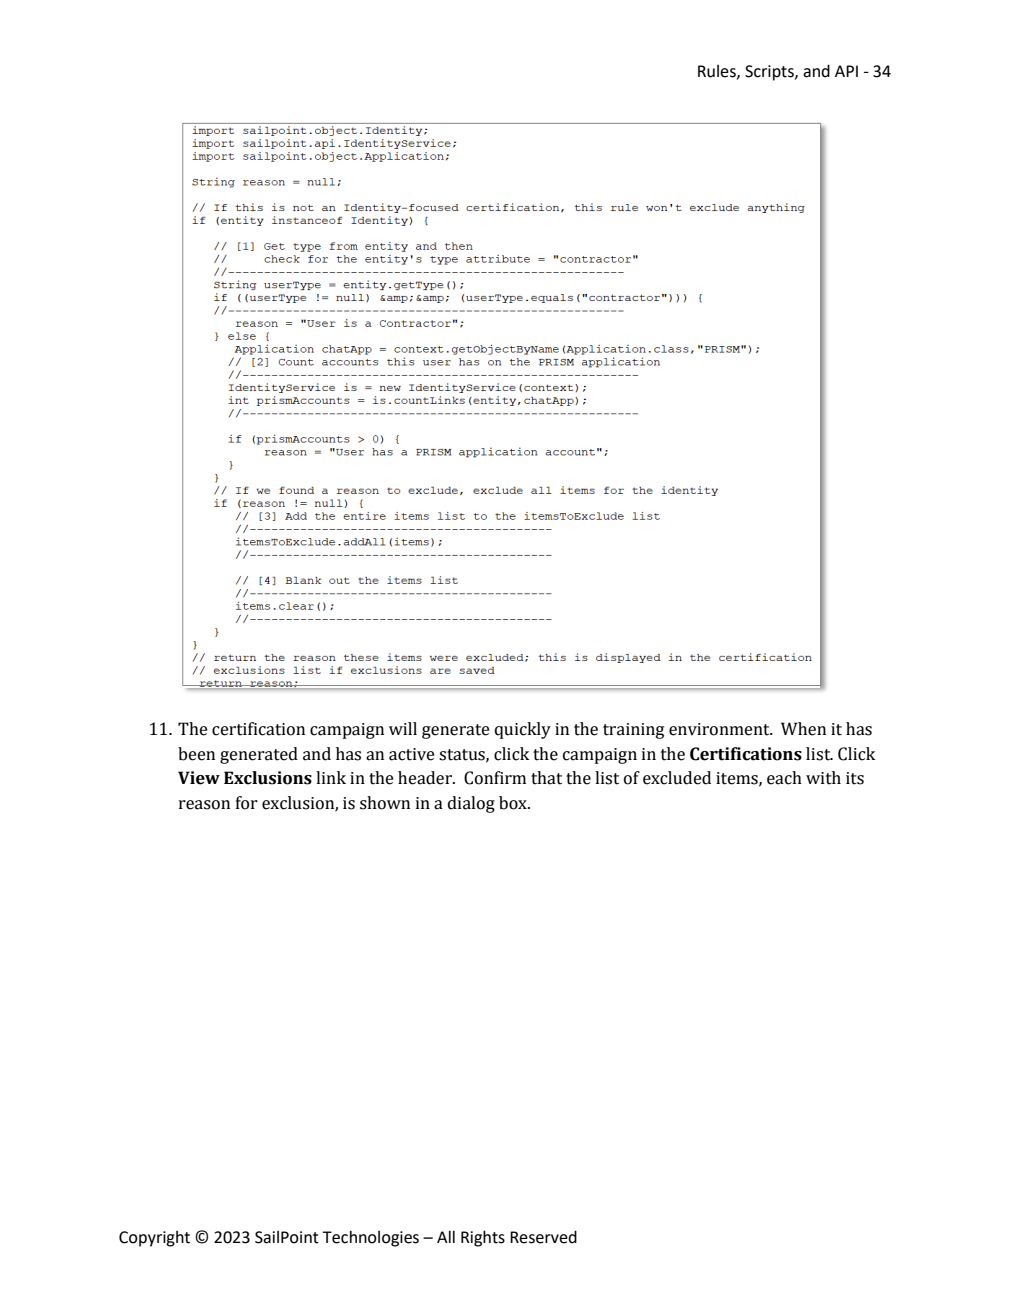 Rules, Scripts, and API - 34
import sailpoint.object.Identity;
import sailpoint.api.IdentityService;
import sailpoint.object.Application;
String reason = null;
// If this is not an Identity-focused certification, this rule won't exclude anything
if (entity instanceof Identity) {
// [1] Get type from entity and then
//     check for the entity's type attribute = "contractor"
//-------------------------------------------------------
String userType = entity.getType();
if ((userType != null) &amp;&amp; (userType.equals("contractor"))) {
//-------------------------------------------------------
reason = "User is a Contractor";
} else {
Application chatApp = context.getObjectByName(Application.class,"PRISM");
// [2] Count accounts this user has on the PRISM application
//-------------------------------------------------------
IdentityService is = new IdentityService(context);
int prismAccounts = is.countLinks(entity,chatApp);
//-------------------------------------------------------
if (prismAccounts > 0) {
reason = "User has a PRISM application account";
}
}
// If we found a reason to exclude, exclude all items for the identity
if (reason != null) {
// [3] Add the entire items list to the itemsToExclude list
//------------------------------------------
itemsToExclude.addAll(items);
//------------------------------------------
// [4] Blank out the items list
//------------------------------------------
items.clear();
//------------------------------------------
}
}
// return the reason these items were excluded; this is displayed in the certification
// exclusions list if exclusions are saved
return reason;
11. The certification campaign will generate quickly in the training environment.  When it has
been generated and has an active status, click the campaign in the Certifications list. Click
View Exclusions link in the header.  Confirm that the list of excluded items, each with its
reason for exclusion, is shown in a dialog box.
Copyright © 2023 SailPoint Technologies – All Rights Reserved